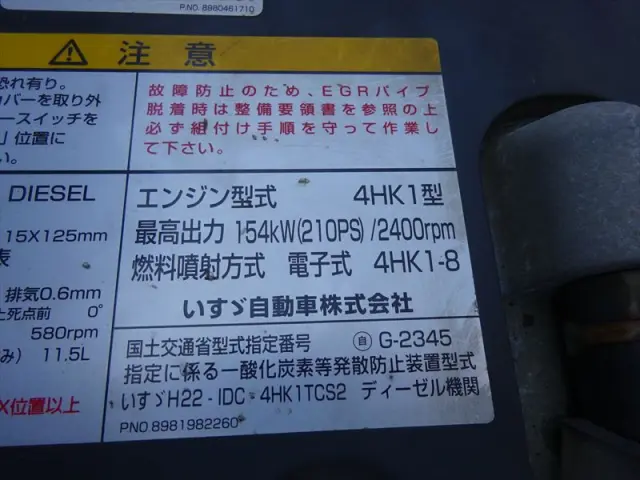 P.NO. 8980461710
注意
恐れ有り。
カバーを取り外
ースイッチを
」位置に
さい。
故障防止のため、EGRパイプ
脱着時は整備要領書を参照の上
必ず組付け手順を守って作業し
て下さい。
DIESEL
115X125mm
表
排気0.6mm
上死点前 0°
580rpm
み) 11.5L
X位置以上
エンジン型式 4HK1型
最高出力 154kW(210PS)/2400rpm
燃料噴射方式 電子式 4HK1-8
いすゞ自動車株式会社
国土交通省型式指定番号 自 G-2345
指定に係る一酸化炭素等発散防止装置型式
いすゞH22-IDC-4HK1TCS2 ディーゼル機関
PNO 8981982260